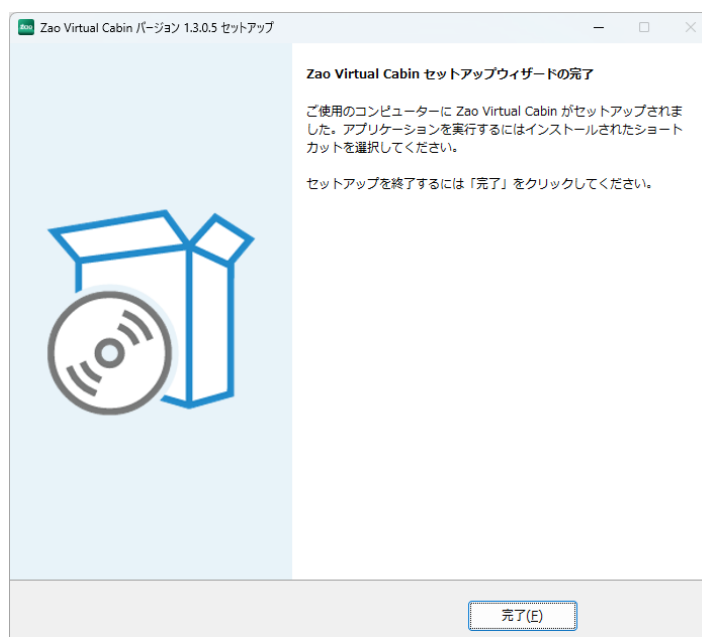 Zao Zao Virtual Cabin バージョン 1.3.0.5 セットアップ
Zao Virtual Cabin セットアップウィザードの完了
ご使用のコンピューターに Zao Virtual Cabin がセットアップされま
した。アプリケーションを実行するにはインストールされたショート
カットを選択してください。
セットアップを終了するには「完了」をクリックしてください。
完了(F)